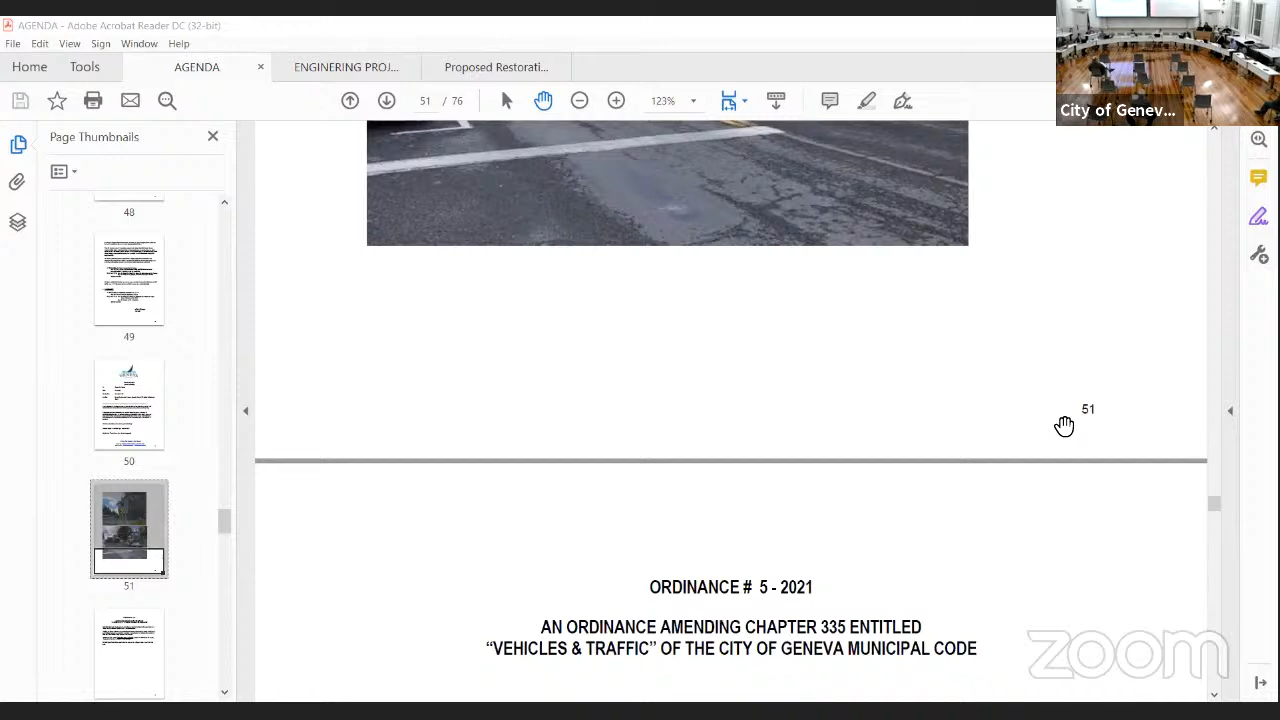 AGENDA - Adobe Acrobat Reader DC (32-bit)
File Edit View Sign Window Help
Home Tools AGENDA × ENGINERING PROJ... Proposed Restorati...
51 / 76 123%
City of Genev...
Page Thumbnails
48
49
50
51
51
ORDINANCE # 5 - 2021
AN ORDINANCE AMENDING CHAPTER 335 ENTITLED
“VEHICLES & TRAFFIC” OF THE CITY OF GENEVA MUNICIPAL CODE
zoom